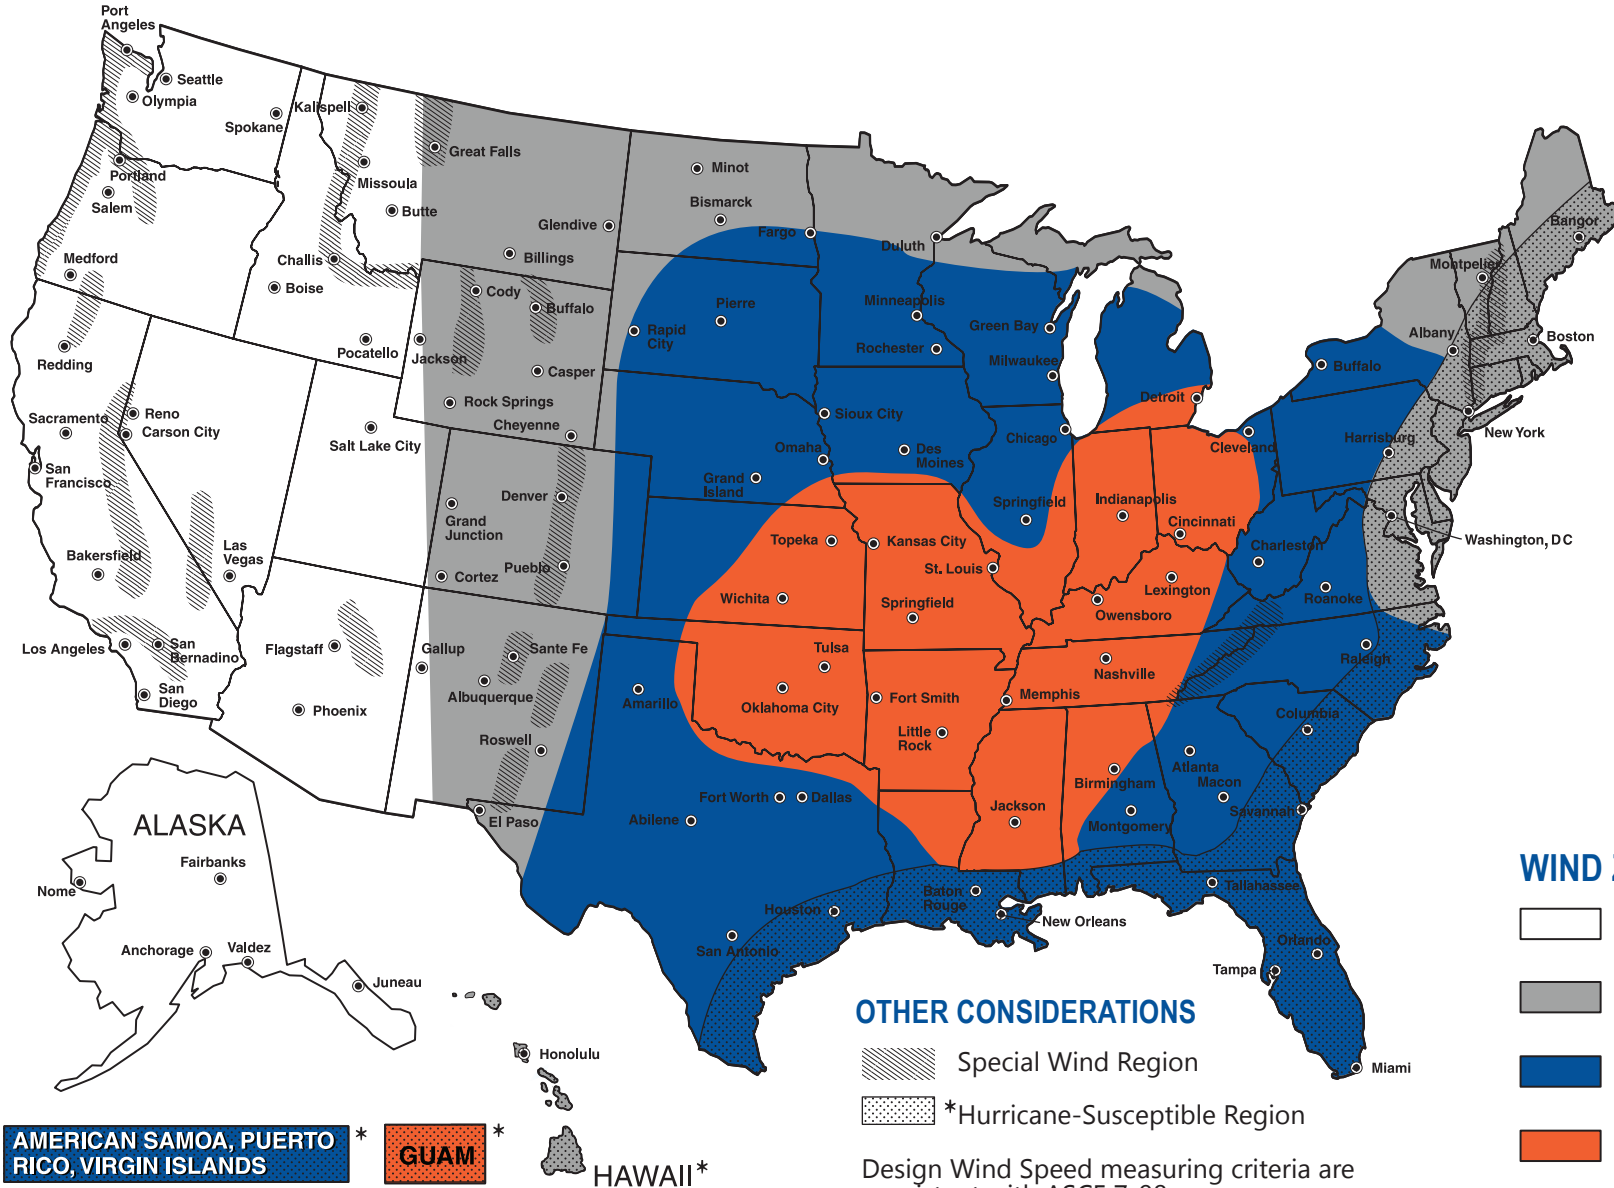 Port
Angeles
Seattle
Olympia
Spokane
Kalispell
Great Falls
Minot
Portland
Missoula
Salem
Butte
Bismarck
Glendive
Fargo
Duluth
Bangor
Medford
Challis
Billings
Montpelier
Boise
Cody
Buffalo
Pierre
Minneapolis
Green Bay
Albany
Boston
Redding
Pocatello
Jackson
Rapid
City
Rochester
Milwaukee
Buffalo
Casper
Detroit
Sacramento
Reno
Carson City
Rock Springs
Cheyenne
Sioux City
Chicago
Cleveland
Harrisburg
New York
Salt Lake City
Omaha
Des
Moines
San
Francisco
Grand
Island
Denver
Springfield
Indianapolis
Grand
Junction
Cincinnati
Topeka
Kansas City
Charleston
Washington, DC
Bakersfield
Las
Vegas
Cortez
Pueblo
St. Louis
Lexington
Wichita
Springfield
Owensboro
Roanoke
Los Angeles
San
Bernadino
Flagstaff
Gallup
Sante Fe
Tulsa
Nashville
Raleigh
San
Diego
Phoenix
Albuquerque
Amarillo
Oklahoma City
Fort Smith
Memphis
Columbia
Roswell
Little
Rock
Birmingham
Atlanta
Macon
Fort Worth
Dallas
Jackson
Savannah
El Paso
Abilene
Montgomery
ALASKA
Fairbanks
Nome
Baton
Rouge
Tallahassee
WIND
Houston
New Orleans
Anchorage
Valdez
San Antonio
Orlando
Tampa
Juneau
OTHER CONSIDERATIONS
Honolulu
Special Wind Region
Miami
*Hurricane-Susceptible Region
AMERICAN SAMOA, PUERTO
RICO, VIRGIN ISLANDS
*
GUAM
*
HAWAII*
Design Wind Speed measuring criteria are